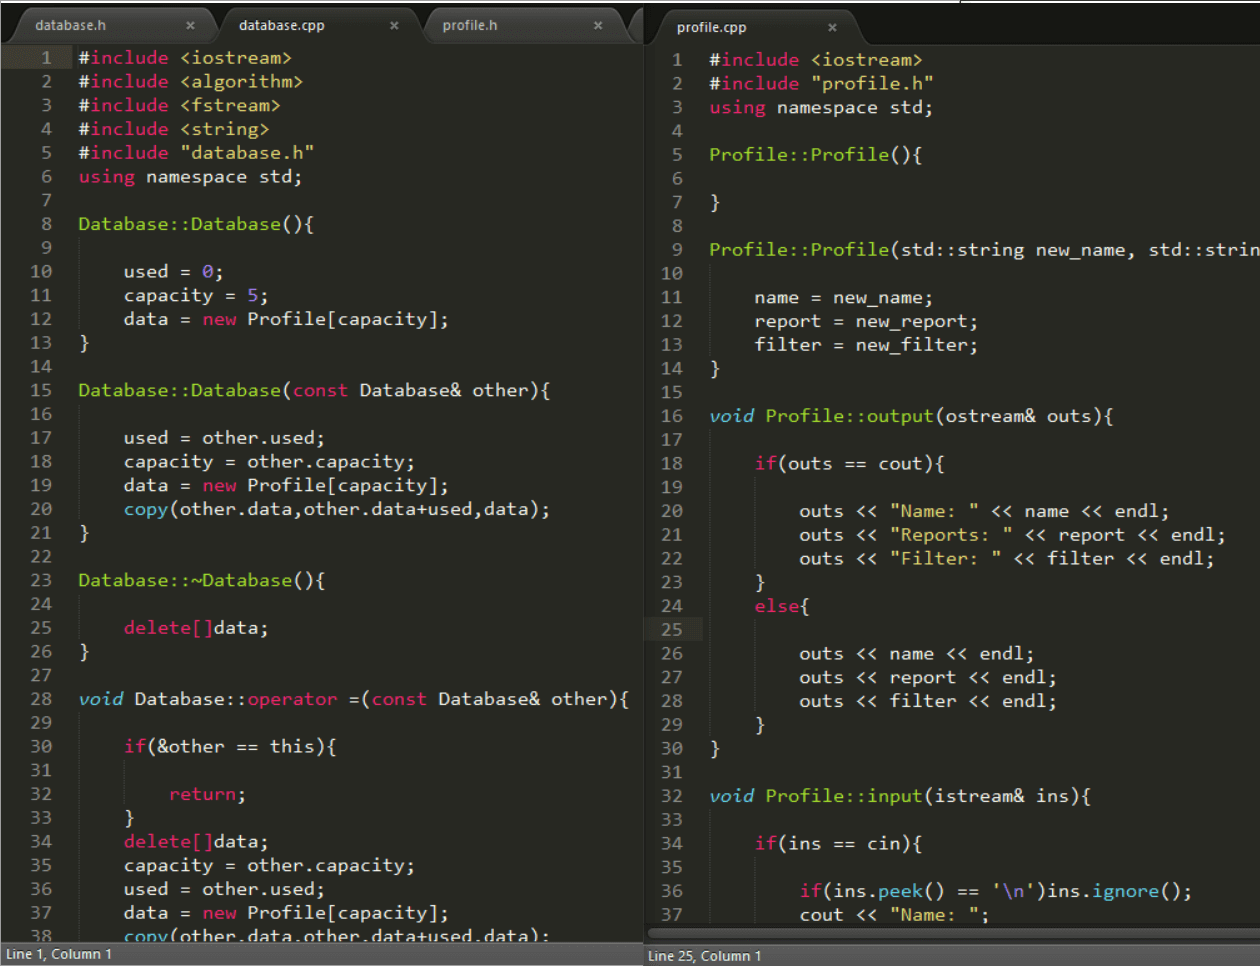 database.h × database.cpp × profile.h ×
1 #include <iostream>
2 #include <algorithm>
3 #include <fstream>
4 #include <string>
5 #include "database.h"
6 using namespace std;
7
8 Database::Database(){
9
10 used = 0;
11 capacity = 5;
12 data = new Profile[capacity];
13 }
14
15 Database::Database(const Database& other){
16
17 used = other.used;
18 capacity = other.capacity;
19 data = new Profile[capacity];
20 copy(other.data,other.data+used,data);
21 }
22
23 Database::~Database(){
24
25 delete[]data;
26 }
27
28 void Database::operator =(const Database& other){
29
30 if(&other == this){
31
32 return;
33 }
34 delete[]data;
35 capacity = other.capacity;
36 used = other.used;
37 data = new Profile[capacity];
38 copy(other.data,other.data+used,data);
Line 1, Column 1
profile.cpp ×
1 #include <iostream>
2 #include "profile.h"
3 using namespace std;
4
5 Profile::Profile(){
6
7 }
8
9 Profile::Profile(std::string new_name, std::strin
10
11 name = new_name;
12 report = new_report;
13 filter = new_filter;
14 }
15
16 void Profile::output(ostream& outs){
17
18 if(outs == cout){
19
20 outs << "Name: " << name << endl;
21 outs << "Reports: " << report << endl;
22 outs << "Filter: " << filter << endl;
23 }
24 else{
25
26 outs << name << endl;
27 outs << report << endl;
28 outs << filter << endl;
29 }
30 }
31
32 void Profile::input(istream& ins){
33
34 if(ins == cin){
35
36 if(ins.peek() == '\n')ins.ignore();
37 cout << "Name: ";
Line 25, Column 1